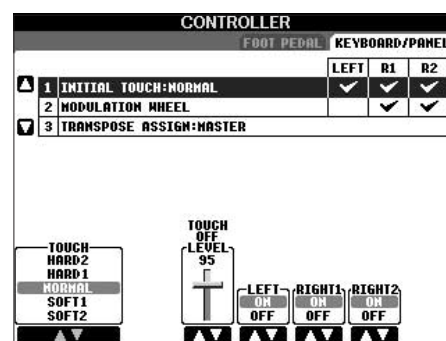 CONTROLLER
FOOT PEDAL KEYBOARD/PANEL
LEFT R1 R2
1 INITIAL TOUCH:NORMAL
2 MODULATION WHEEL
3 TRANSPOSE ASSIGN:MASTER
TOUCH OFF LEVEL
95
TOUCH
HARD2
HARD1
NORMAL
SOFT1
SOFT2
LEFT RIGHT1 RIGHT2
ON ON ON
OFF OFF OFF